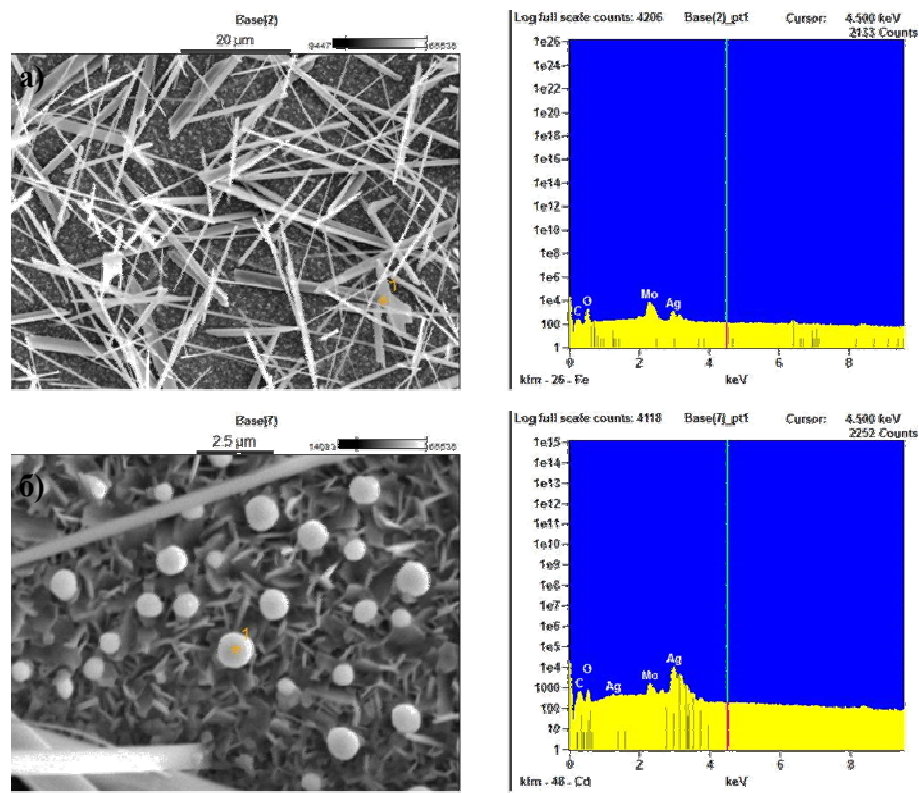 Base(2)
20 µm
9447 65535
а)
1
Log full scale counts: 4206 Base(2)_pt1 Cursor: 4.500 keV
2133 Counts
1e26
1e24
1e22
1e20
1e18
1e16
1e14
1e12
1e10
1e8
1e6
1e4
100
1
C O Mo Ag
0 2 4 6 8
klm - 26 - Fe keV
Base(7)
2.5 µm
14083 65535
б)
1
Log full scale counts: 4118 Base(7)_pt1 Cursor: 4.500 keV
2252 Counts
1e15
1e14
1e13
1e12
1e11
1e10
1e9
1e8
1e7
1e6
1e5
1e4
1000
100
10
1
C O Ag Mo Ag
0 2 4 6 8
klm - 48 - Cd keV